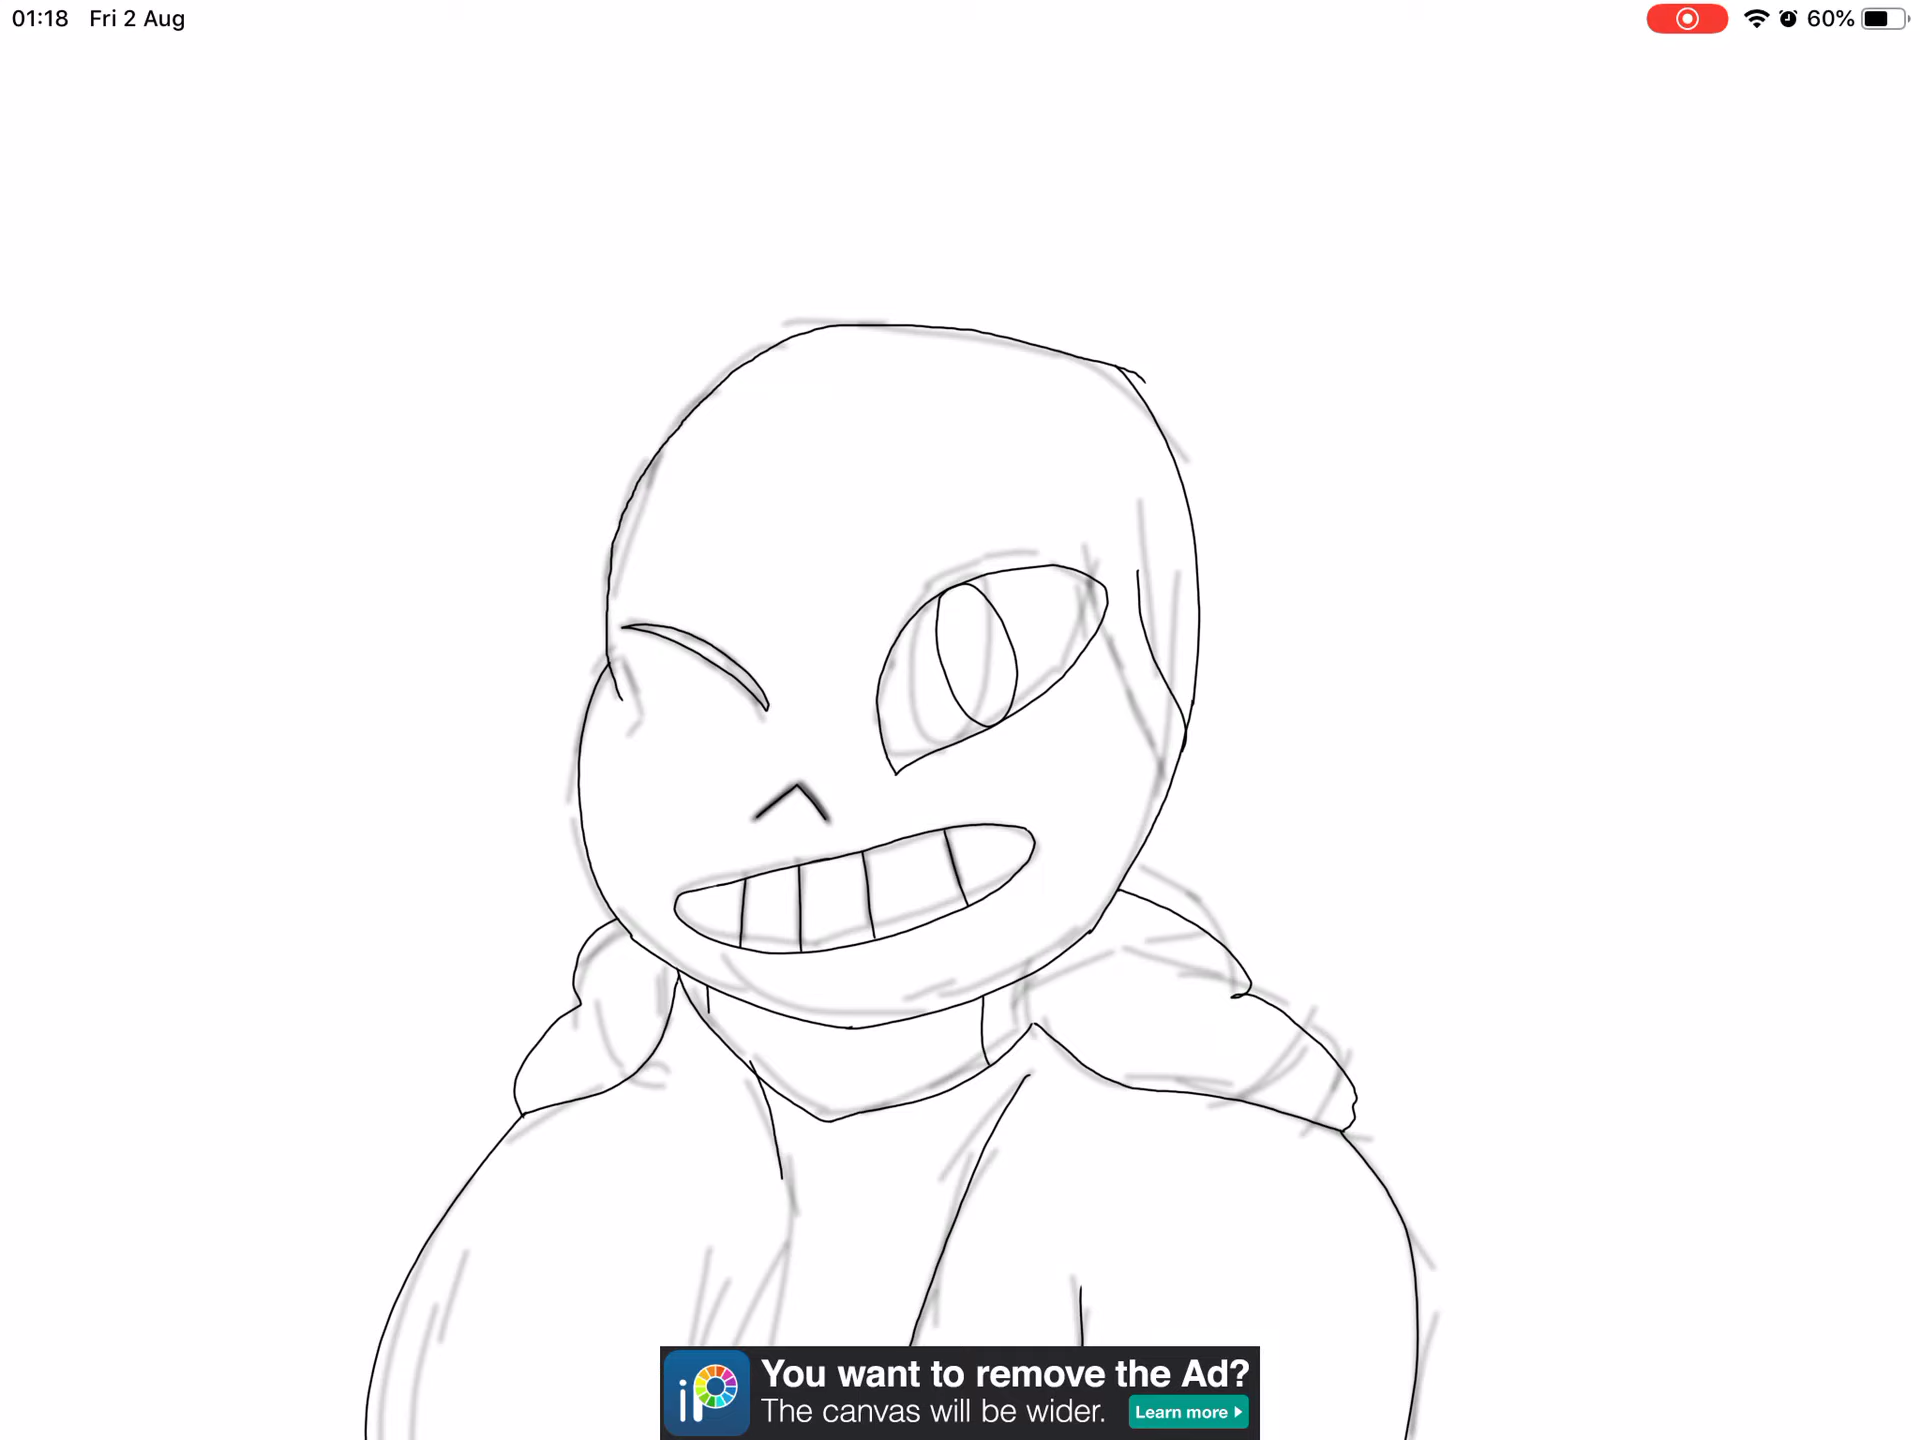 01:18 Fri 2 Aug 60%
iP You want to remove the Ad?
The canvas will be wider. Learn more